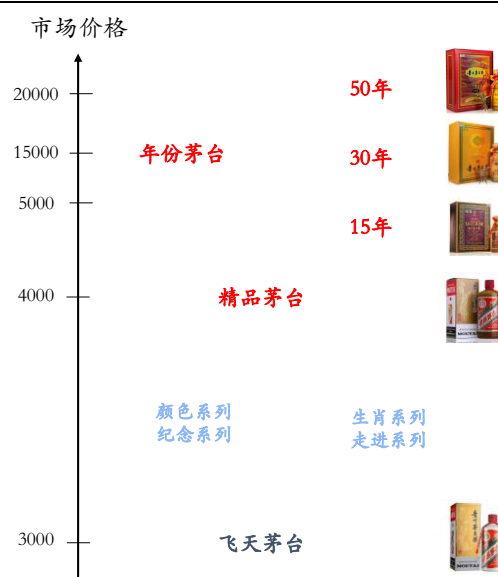 市场价格
20000
50年
15000
年份茅台
30年
5000
15年
4000
精品茅台
颜色系列
纪念系列
生肖系列
走进系列
3000
飞天茅台